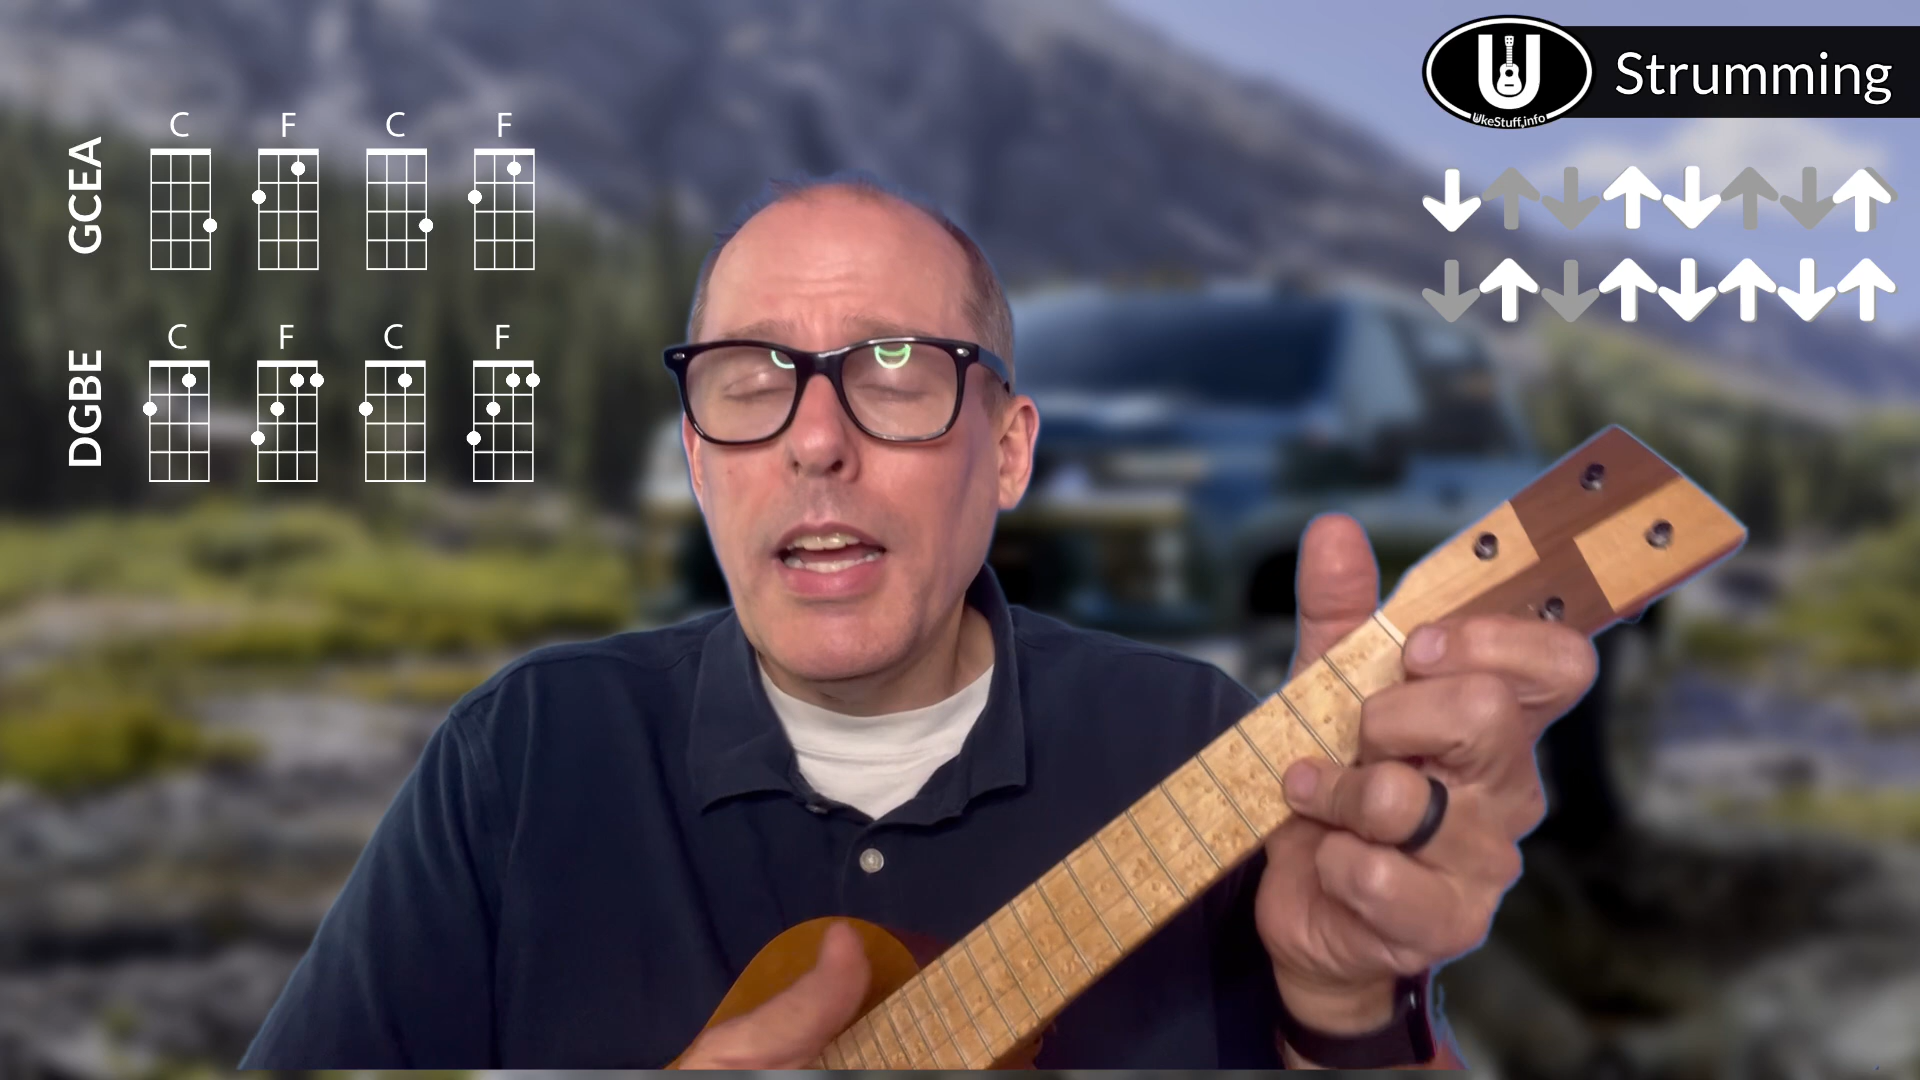 GCEA
C F C F
DGBE
C F C F
U
UkeStuff.info
Strumming